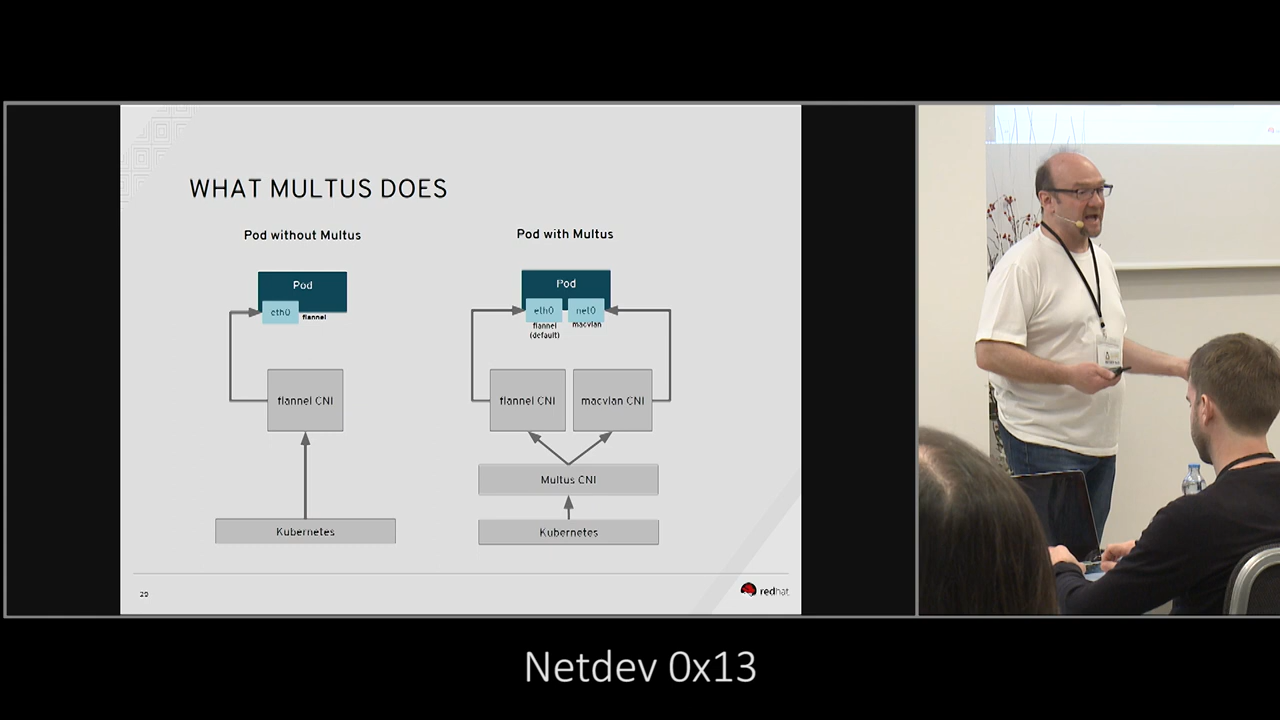 WHAT MULTUS DOES
Pod without Multus
Pod
eth0
flannel
flannel CNI
Kubernetes
Pod with Multus
Pod
eth0
net0
flannel
(default)
macvlan
flannel CNI
macvlan CNI
Multus CNI
Kubernetes
20
redhat.
Netdev 0x13